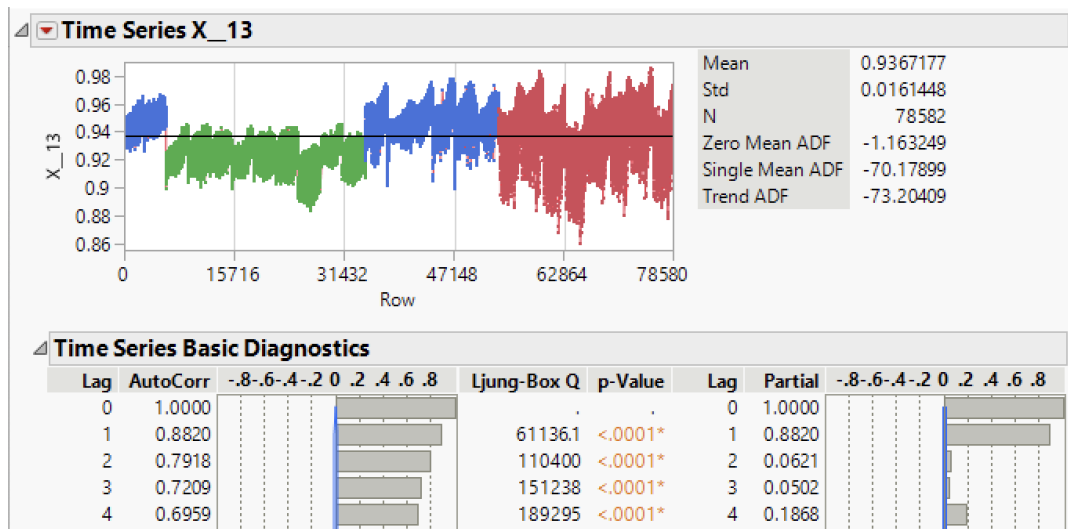 Time Series X__13
Mean 0.9367177
Std 0.0161448
N 78582
Zero Mean ADF -1.163249
Single Mean ADF -70.17899
Trend ADF -73.20409
X__13
0.98
0.96
0.94
0.92
0.9
0.88
0.86
0 15716 31432 47148 62864 78580
Row
Time Series Basic Diagnostics
Lag AutoCorr -.8-.6-.4-.2 0 .2 .4 .6 .8 Ljung-Box Q p-Value Lag Partial -.8-.6-.4-.2 0 .2 .4 .6 .8
0 1.0000 . . 0 1.0000
1 0.8820 61136.1 <.0001* 1 0.8820
2 0.7918 110400 <.0001* 2 0.0621
3 0.7209 151238 <.0001* 3 0.0502
4 0.6959 189295 <.0001* 4 0.1868